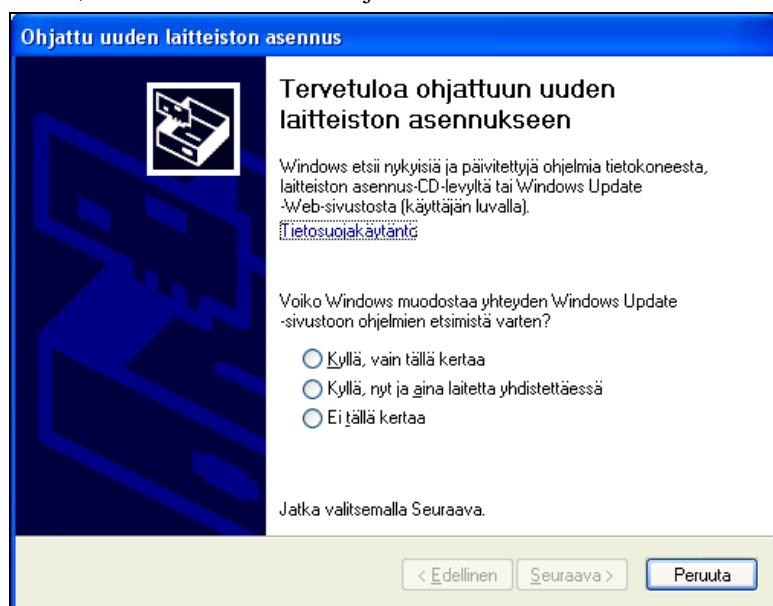 Ohjattu uuden laitteiston asennus
Tervetuloa ohjattuun uuden
laitteiston asennukseen
Windows etsii nykyisiä ja päivitettyjä ohjelmia tietokoneesta,
laitteiston asennus-CD-levyltä tai Windows Update
-Web-sivustosta (käyttäjän luvalla).
Tietosuojakäytäntö
Voiko Windows muodostaa yhteyden Windows Update
-sivustoon ohjelmien etsimistä varten?
Kyllä, vain tällä kertaa
Kyllä, nyt ja aina laitetta yhdistettäessä
Ei tällä kertaa
Jatka valitsemalla Seuraava.
< Edellinen Seuraava > Peruuta